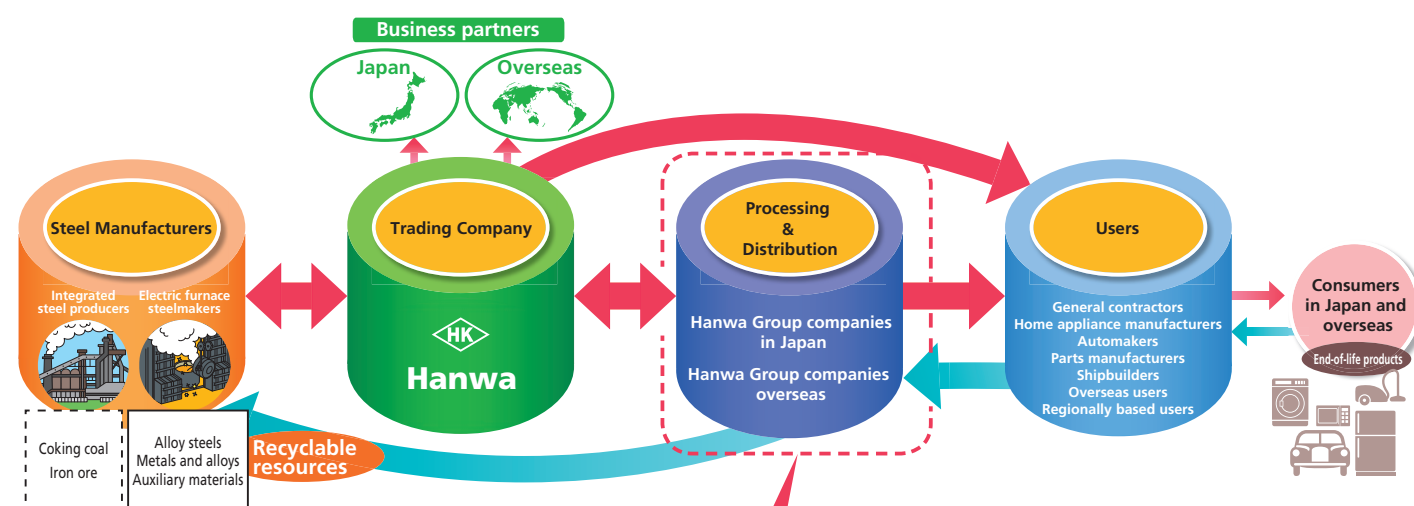 Business partners
Japan
Overseas
Steel Manufacturers
Integrated
steel producers
Electric furnace
steelmakers
Coking coal
Iron ore
Alloy steels
Metals and alloys
Auxiliary materials
Recyclable
resources
Trading Company
HK
Hanwa
Processing
&
Distribution
Hanwa Group companies
in Japan
Hanwa Group companies
overseas
Users
General contractors
Home appliance manufacturers
Automakers
Parts manufacturers
Shipbuilders
Overseas users
Regionally based users
Consumers
in Japan and
overseas
End-of-life products